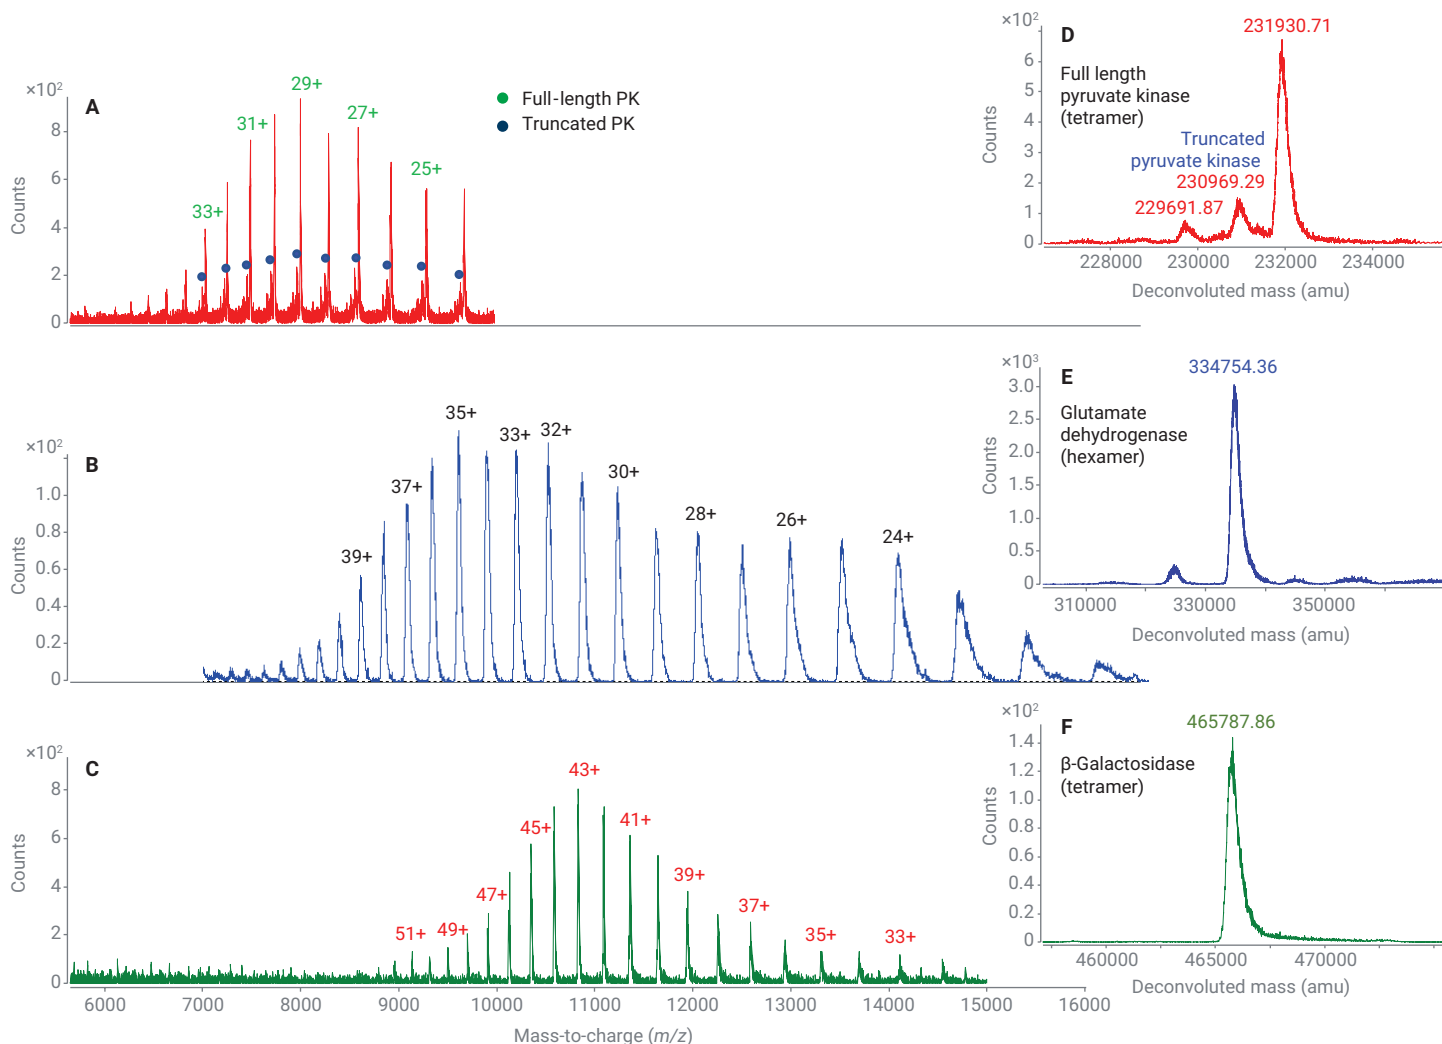 A
×10²
8
6
4
2
0
Counts
33+
31+
29+
27+
25+
Full-length PK
Truncated PK
D
×10²
6
5
4
3
2
1
0
Counts
Full length
pyruvate kinase
(tetramer)
Truncated
pyruvate kinase
230969.29
229691.87
231930.71
228000 230000 232000 234000
Deconvoluted mass (amu)
B
×10²
1.0
0.8
0.6
0.4
0.2
0
Counts
39+
37+
35+
33+
32+
30+
28+
26+
24+
E
×10³
3.0
2.5
2.0
1.5
1.0
0.5
0
Counts
Glutamate
dehydrogenase
(hexamer)
334754.36
310000 330000 350000
Deconvoluted mass (amu)
C
×10²
8
6
4
2
0
Counts
51+
49+
47+
45+
43+
41+
39+
37+
35+
33+
6000 7000 8000 9000 10000 11000 12000 13000 14000 15000 16000
Mass-to-charge (m/z)
F
×10²
1.4
1.2
1.0
0.8
0.6
0.4
0.2
0
Counts
β-Galactosidase
(tetramer)
465787.86
460000 465000 470000
Deconvoluted mass (amu)